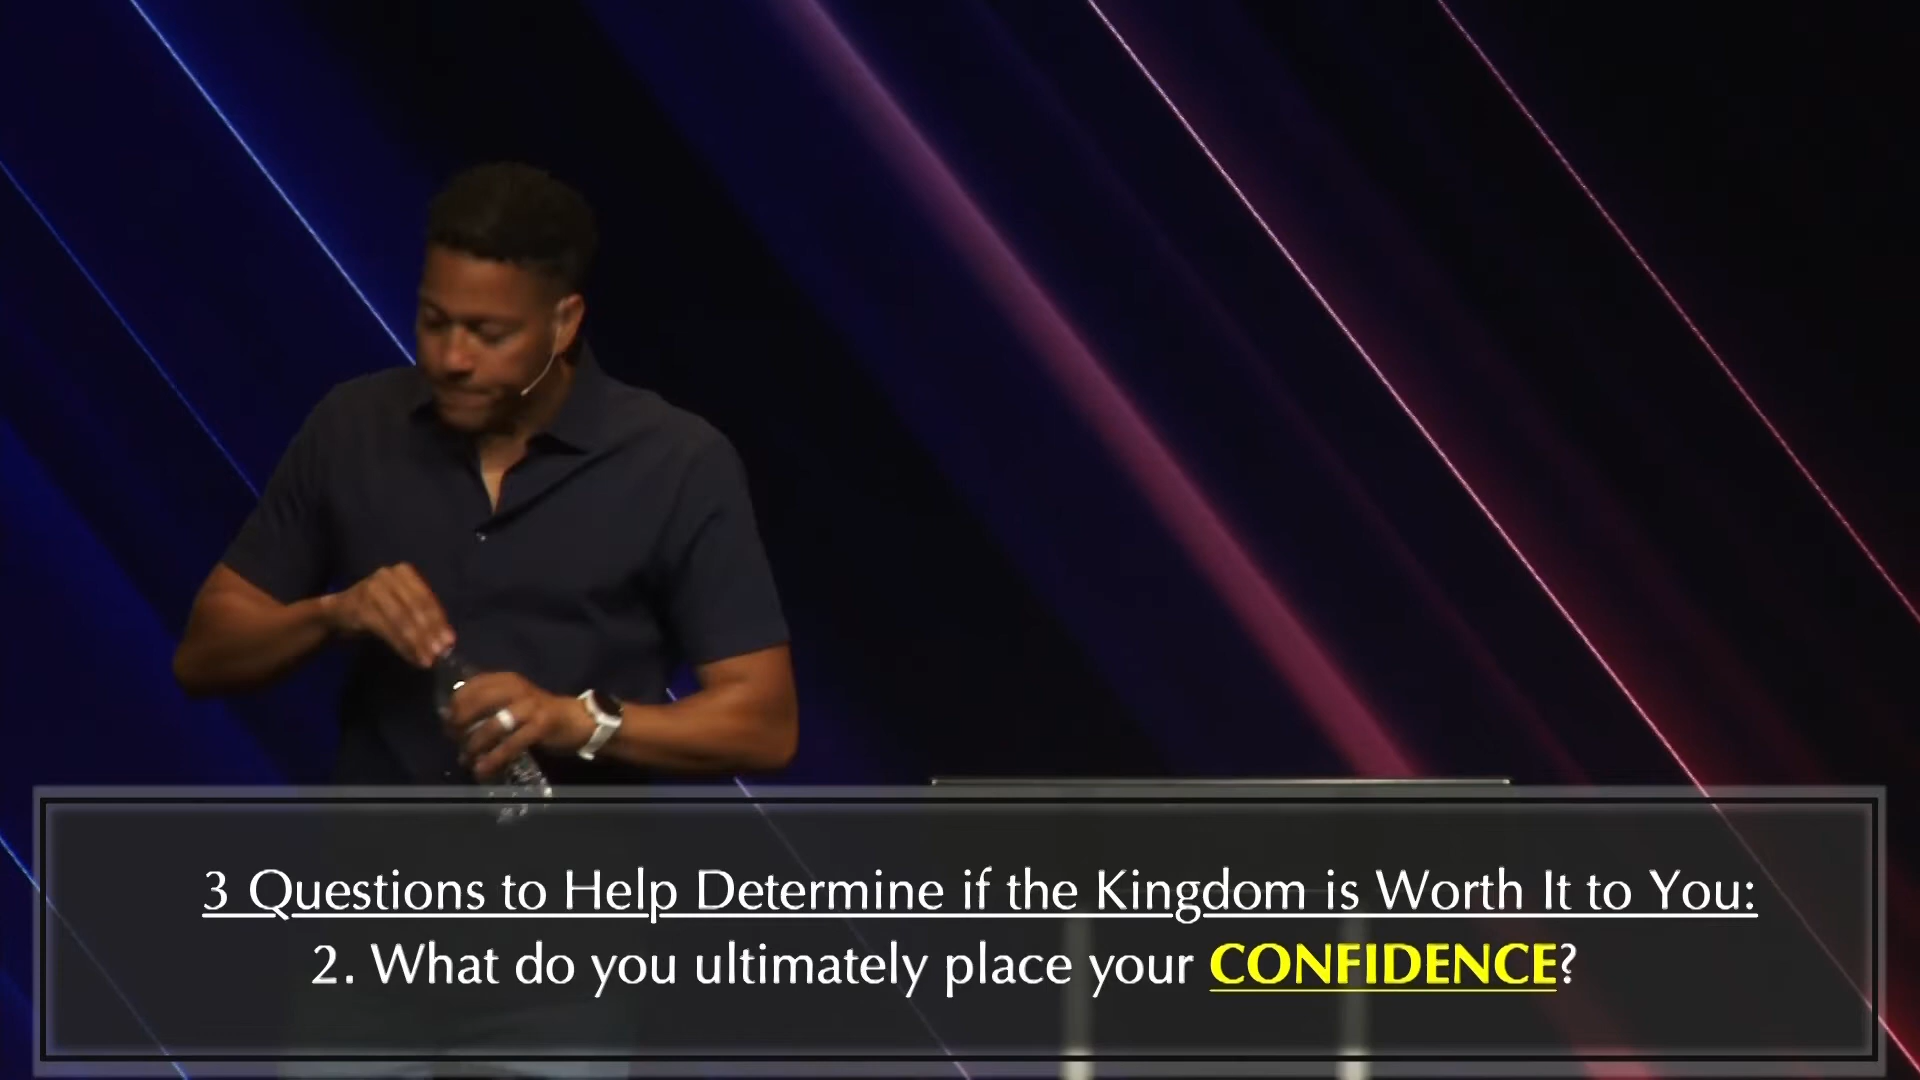 3 Questions to Help Determine if the Kingdom is Worth It to You:
2. What do you ultimately place your CONFIDENCE?